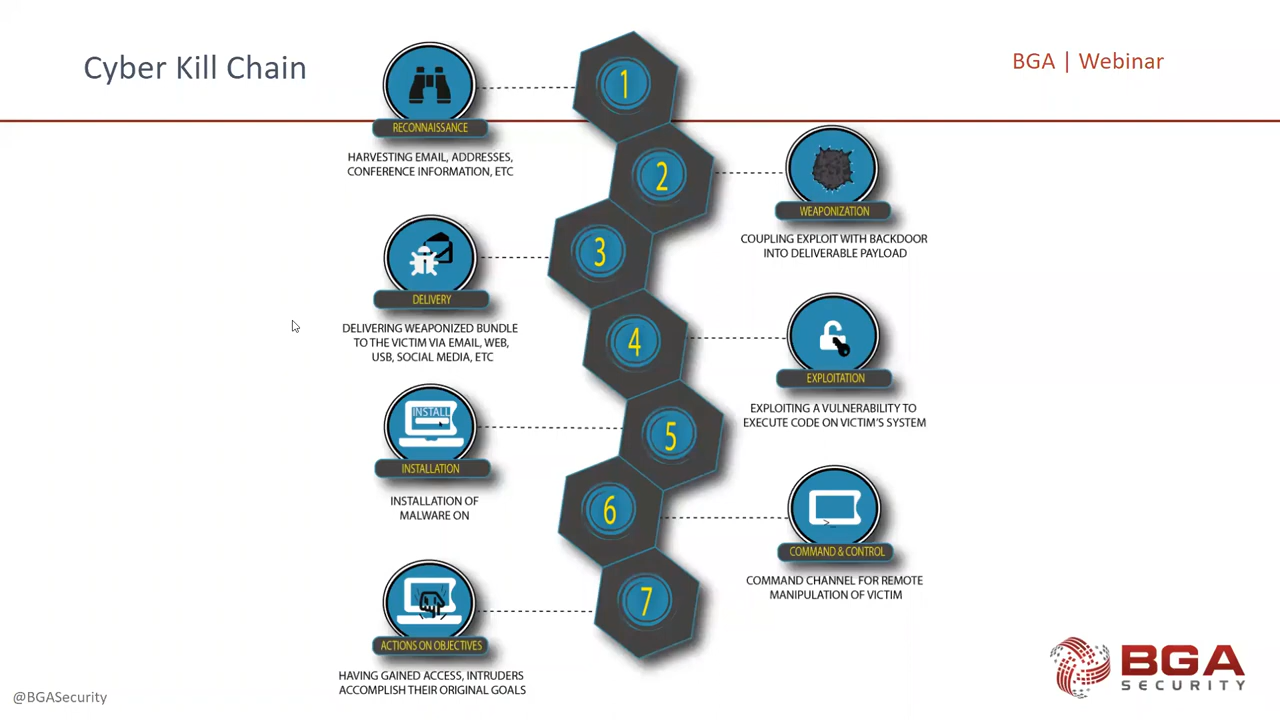 Cyber Kill Chain
BGA | Webinar
1
RECONNAISSANCE
HARVESTING EMAIL, ADDRESSES,
CONFERENCE INFORMATION, ETC
2
WEAPONIZATION
COUPLING EXPLOIT WITH BACKDOOR
INTO DELIVERABLE PAYLOAD
3
DELIVERY
DELIVERING WEAPONIZED BUNDLE
TO THE VICTIM VIA EMAIL, WEB,
USB, SOCIAL MEDIA, ETC
4
EXPLOITATION
EXPLOITING A VULNERABILITY TO
EXECUTE CODE ON VICTIM'S SYSTEM
5
INSTALL
INSTALLATION
INSTALLATION OF
MALWARE ON
6
>_
COMMAND & CONTROL
COMMAND CHANNEL FOR REMOTE
MANIPULATION OF VICTIM
7
ACTIONS ON OBJECTIVES
HAVING GAINED ACCESS, INTRUDERS
ACCOMPLISH THEIR ORIGINAL GOALS
@BGASecurity
BGA
SECURITY